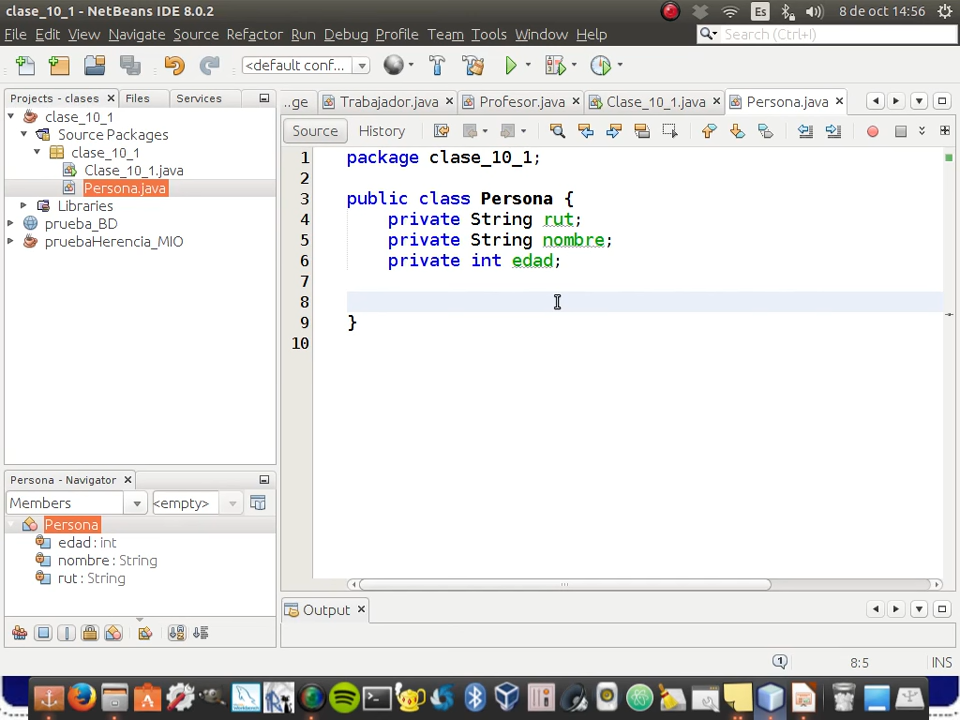 clase_10_1 - NetBeans IDE 8.0.2
Es
8 de oct 14:56
File Edit View Navigate Source Refactor Run Debug Profile Team Tools Window Help
Search (Ctrl+I)
<default conf...
Projects - clases
Files
Services
...ge
Trabajador.java
Profesor.java
Clase_10_1.java
Persona.java
clase_10_1
Source Packages
clase_10_1
Clase_10_1.java
Persona.java
Libraries
prueba_BD
pruebaHerencia_MIO
Source
History
1 package clase_10_1;
2
3 public class Persona {
4 private String rut;
5 private String nombre;
6 private int edad;
7
8
9 }
10
Persona - Navigator
Members
<empty>
Persona
edad : int
nombre : String
rut : String
Output
1
8:5
INS